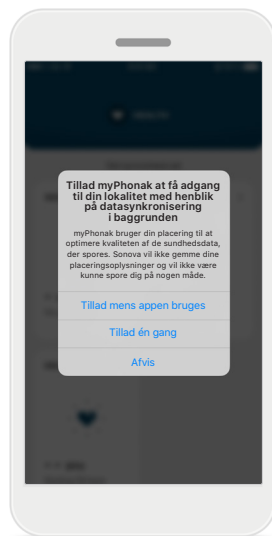 Tillad myPhonak at få adgang
til din lokalitet med henblik
på datasynkronisering
i baggrunden
myPhonak bruger din placering til at
optimere kvaliteten af de sundhedsdata,
der spores. Sonova vil ikke gemme dine
placeringsoplysninger og vil ikke være
kunne spore dig på nogen måde.
Tillad mens appen bruges
Tillad én gang
Afvis